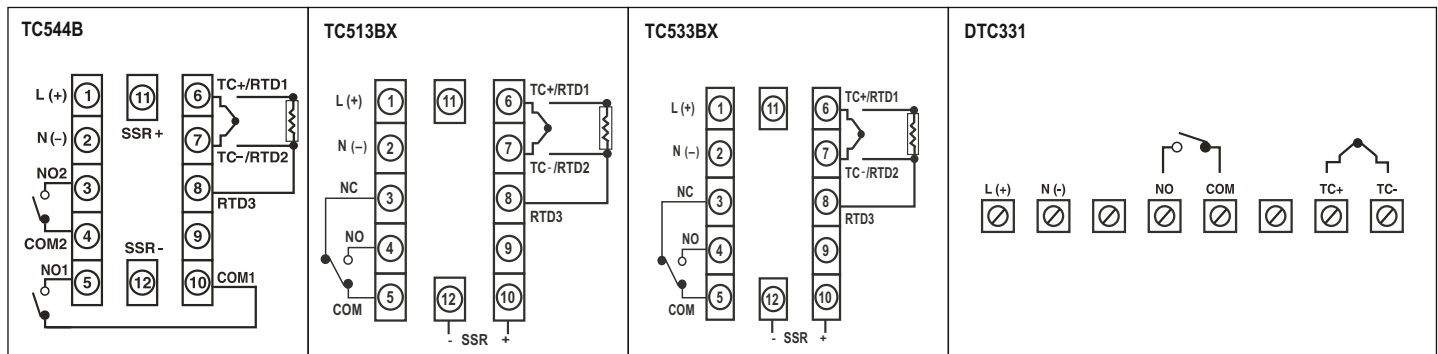 TC544B
L (+) 1 11 6 TC+/RTD1
SSR +
N (–) 2 7 TC–/RTD2
NO2 3 8 RTD3
COM2 4 SSR - 9
NO1 5 12 10 COM1
TC513BX
L (+) 1 11 6 TC+/RTD1
N (–) 2 7 TC-/RTD2
NC 3 8 RTD3
NO 4 9
COM 5 12 10
- SSR +
TC533BX
L (+) 1 11 6 TC+/RTD1
N (–) 2 7 TC-/RTD2
NC 3 8 RTD3
NO 4 9
COM 5 12 10
- SSR +
DTC331
L (+) N (-) NO COM TC+ TC-